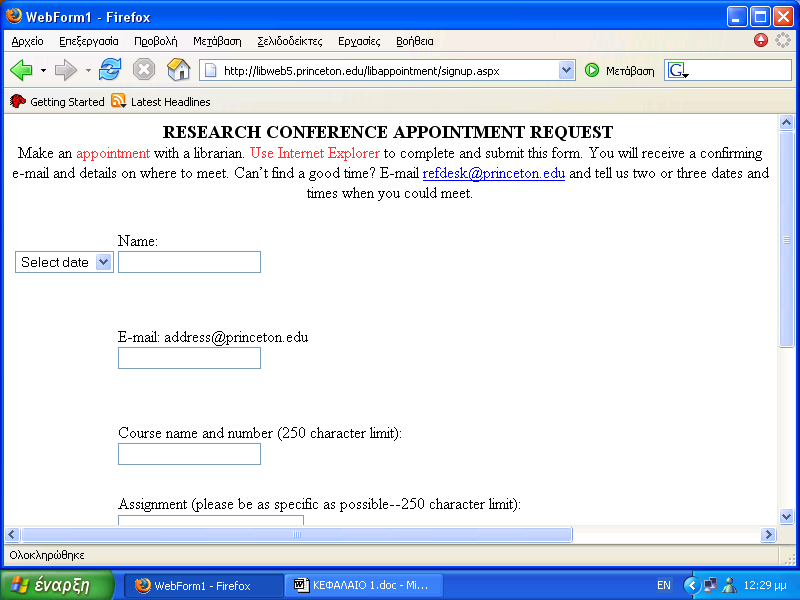 WebForm1 - Firefox
Αρχείο Επεξεργασία Προβολή Μετάβαση Σελιδοδείκτες Εργασίες Βοήθεια
http://libweb5.princeton.edu/libappointment/signup.aspx Μετάβαση G
Getting Started Latest Headlines
RESEARCH CONFERENCE APPOINTMENT REQUEST
Make an appointment with a librarian. Use Internet Explorer to complete and submit this form. You will receive a confirming
e-mail and details on where to meet. Can't find a good time? E-mail refdesk@princeton.edu and tell us two or three dates and
times when you could meet.
Name:
Select date
E-mail: address@princeton.edu
Course name and number (250 character limit):
Assignment (please be as specific as possible--250 character limit):
Ολοκληρώθηκε
έναρξη WebForm1 - Firefox ΚΕΦΑΛΑΙΟ 1.doc - Mi... EN 12:29 μμ